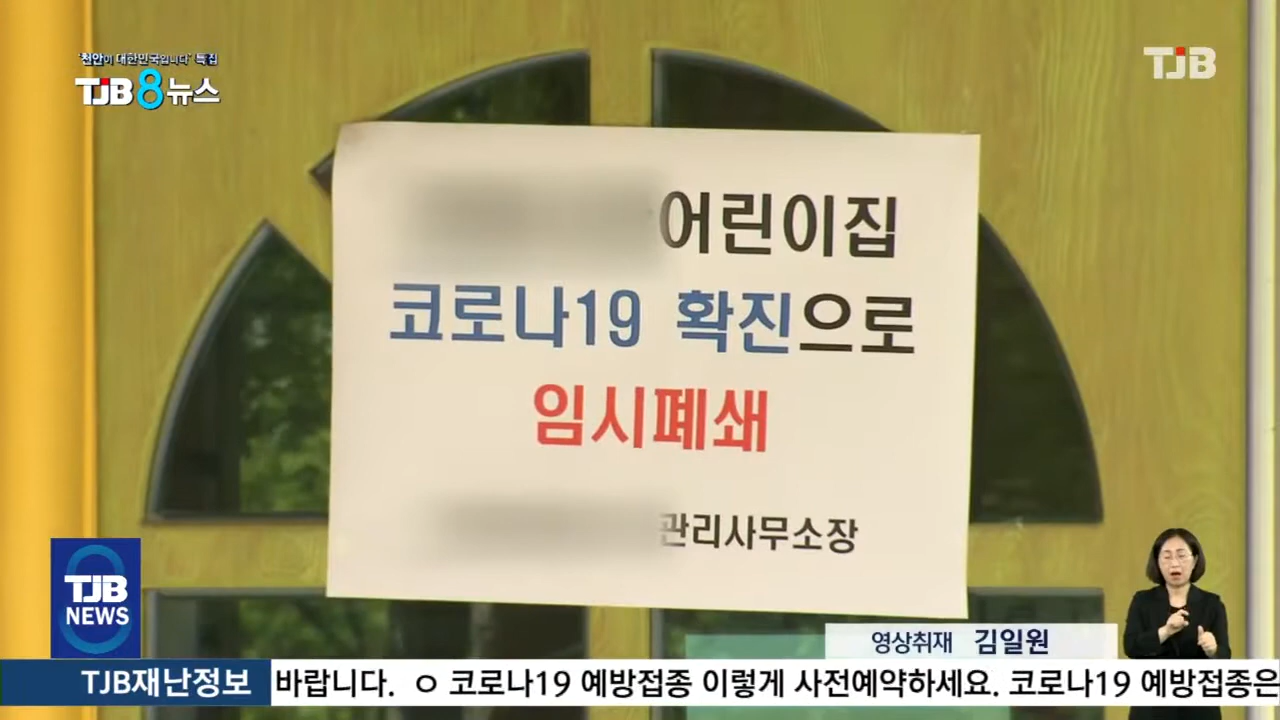 '천안이 대한민국입니다' 특집
TJB 8 뉴스
TJB
어린이집
코로나19 확진으로
임시폐쇄
관리사무소장
TJB
NEWS
영상취재 김일원
TJB재난정보
바랍니다. ㅇ 코로나19 예방접종 이렇게 사전예약하세요. 코로나19 예방접종은